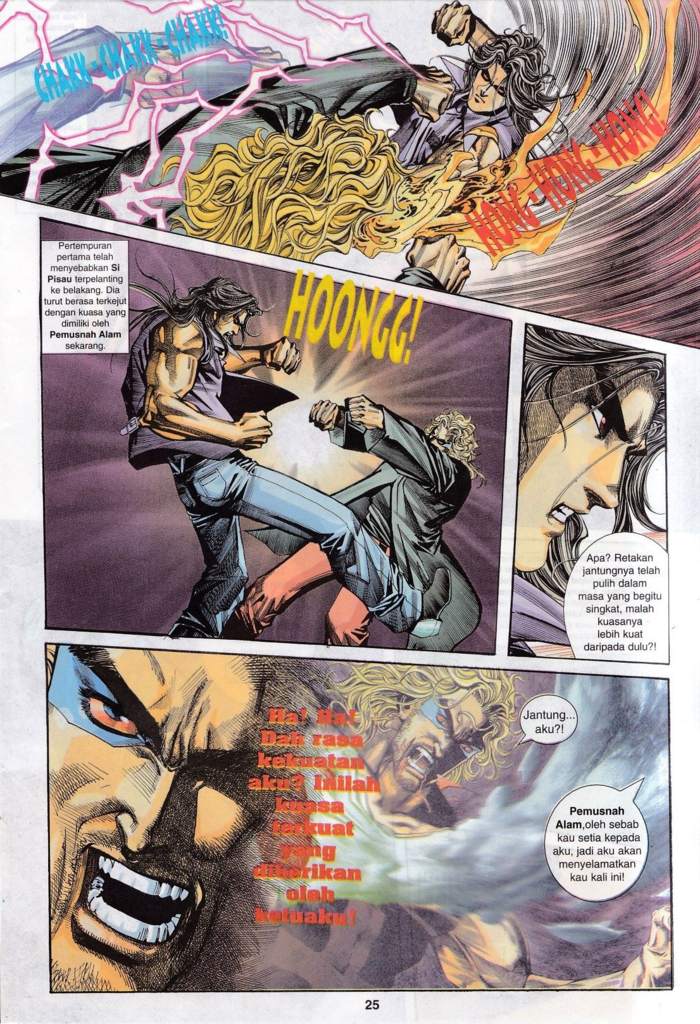 CHAKK-CHAKK-CHAKK!
HONG-HONG-HONG!
Pertempuran
pertama telah
menyebabkan Si
Pisau terpelanting
ke belakang. Dia
turut berasa terkejut
dengan kuasa yang
dimiliki oleh
Pemusnah Alam
sekarang.
HOONGG!
Apa? Retakan
jantungnya telah
pulih dalam
masa yang begitu
singkat, malah
kuasanya
lebih kuat
daripada dulu?!
Ha! Ha!
Dah rasa
kekuatan
aku? Inilah
kuasa
terkuat
yang
diberikan
oleh
ketuaku!
Jantung...
aku?!
Pemusnah
Alam,oleh sebab
kau setia kepada
aku, jadi aku akan
menyelamatkan
kau kali ini!
25